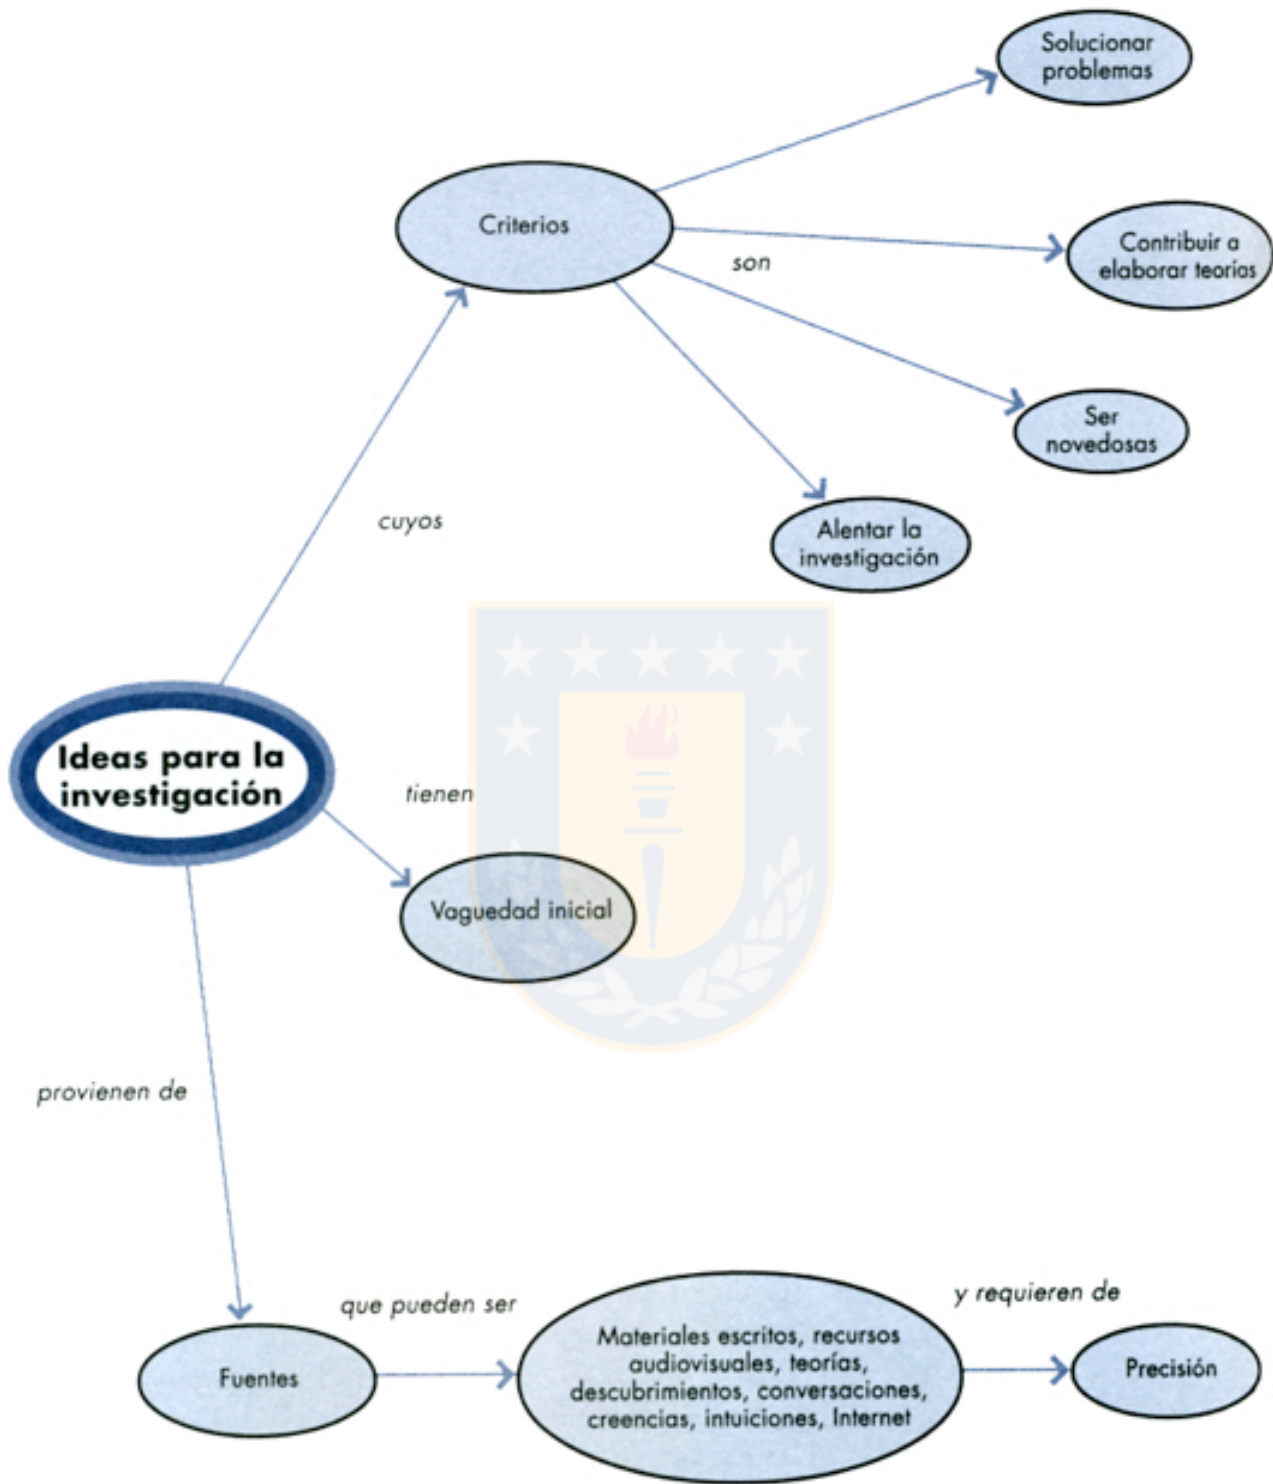 Solucionar
problemas
Criterios
son
Contribuir a
elaborar teorías
Ser
novedosas
Alentar la
investigación
cuyos
Ideas para la
investigación
tienen
Vaguedad inicial
provienen de
Fuentes
que pueden ser
Materiales escritos, recursos
audiovisuales, teorías,
descubrimientos, conversaciones,
creencias, intuiciones, Internet
y requieren de
Precisión